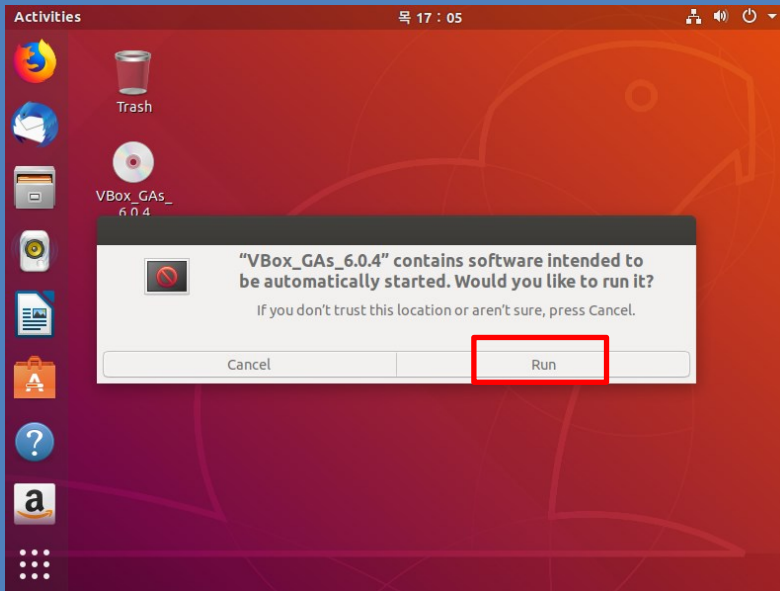 Activities
목 17 : 05
Trash
VBox_GAs_
6.0.4
“VBox_GAs_6.0.4” contains software intended to
be automatically started. Would you like to run it?
If you don’t trust this location or aren’t sure, press Cancel.
Cancel
Run